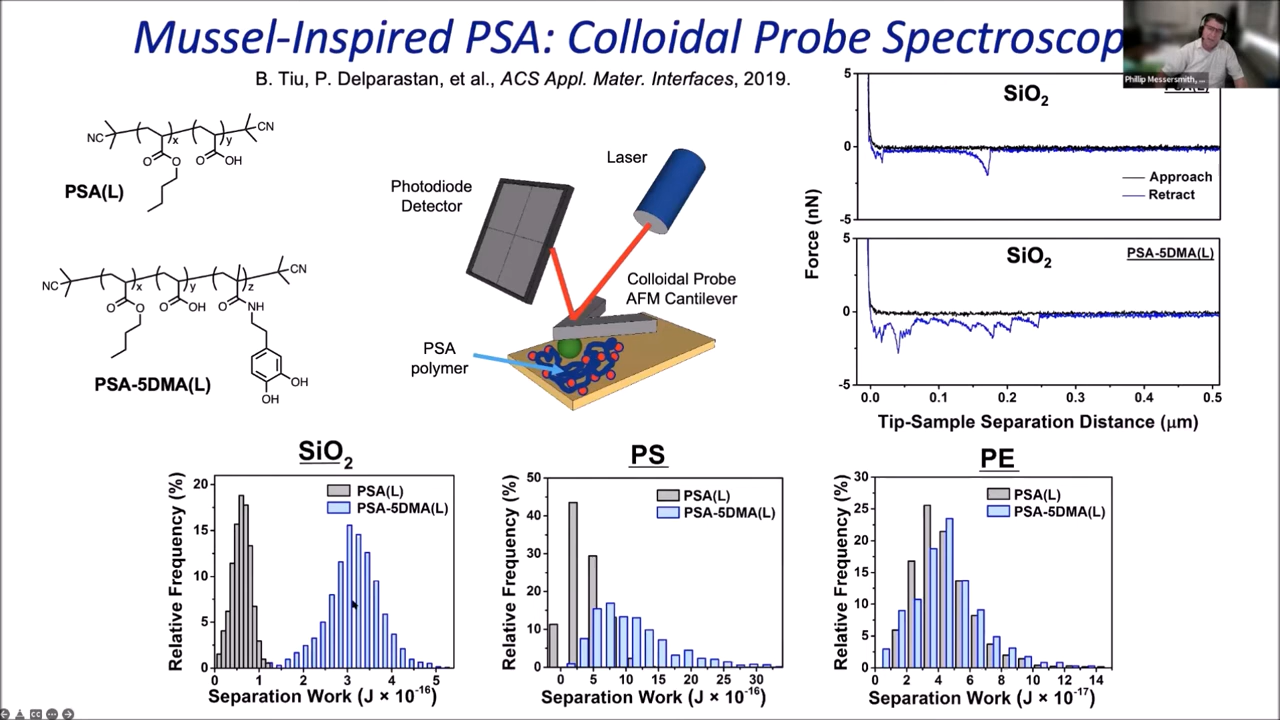 Mussel-Inspired PSA: Colloidal Probe Spectroscop
B. Tiu, P. Delparastan, et al., ACS Appl. Mater. Interfaces, 2019.
Phillip Messersmith, ...
NC
CN
x
y
O
O
OH
PSA(L)
NC
CN
x
y
z
O
O
O
OH
O
NH
OH
OH
PSA-5DMA(L)
Laser
Photodiode
Detector
Colloidal Probe
AFM Cantilever
PSA
polymer
5
SiO2
PSA(L)
0
Approach
Retract
-5
Force (nN)
5
SiO2
PSA-5DMA(L)
0
-5
0.0 0.1 0.2 0.3 0.4 0.5
Tip-Sample Separation Distance (μm)
SiO2
PSA(L)
PSA-5DMA(L)
Relative Frequency (%)
20
15
10
5
0
0 1 2 3 4 5
Separation Work (J × 10-16)
PS
PSA(L)
PSA-5DMA(L)
Relative Frequency (%)
50
40
30
20
10
0
0 5 10 15 20 25 30
Separation Work (J × 10-16)
PE
PSA(L)
PSA-5DMA(L)
Relative Frequency (%)
30
25
20
15
10
5
0
0 2 4 6 8 10 12 14
Separation Work (J × 10-17)